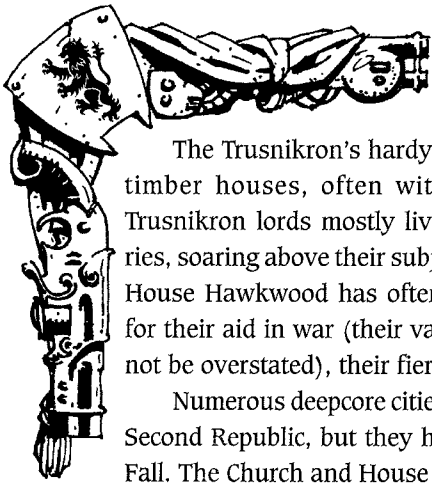 The Trusnikron's hardy
timber houses, often wit
Trusnikron lords mostly liv
ries, soaring above their subj
House Hawkwood has ofter
for their aid in war (their va
not be overstated), their fier
Numerous deepcore citie
Second Republic, but they h
Fall. The Church and House